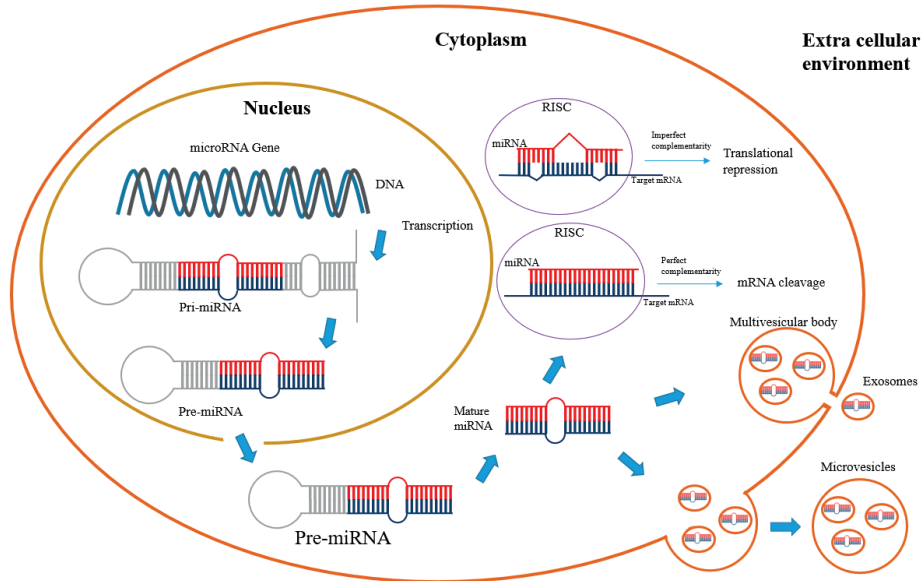 Cytoplasm
Extra cellular
environment
Nucleus
microRNA Gene
DNA
Transcription
Pri-miRNA
Pre-miRNA
Pre-miRNA
Mature
miRNA
RISC
miRNA
Target mRNA
Imperfect
complementarity
Translational
repression
RISC
miRNA
Target mRNA
Perfect
complementarity
mRNA cleavage
Multivesicular body
Exosomes
Microvesicles